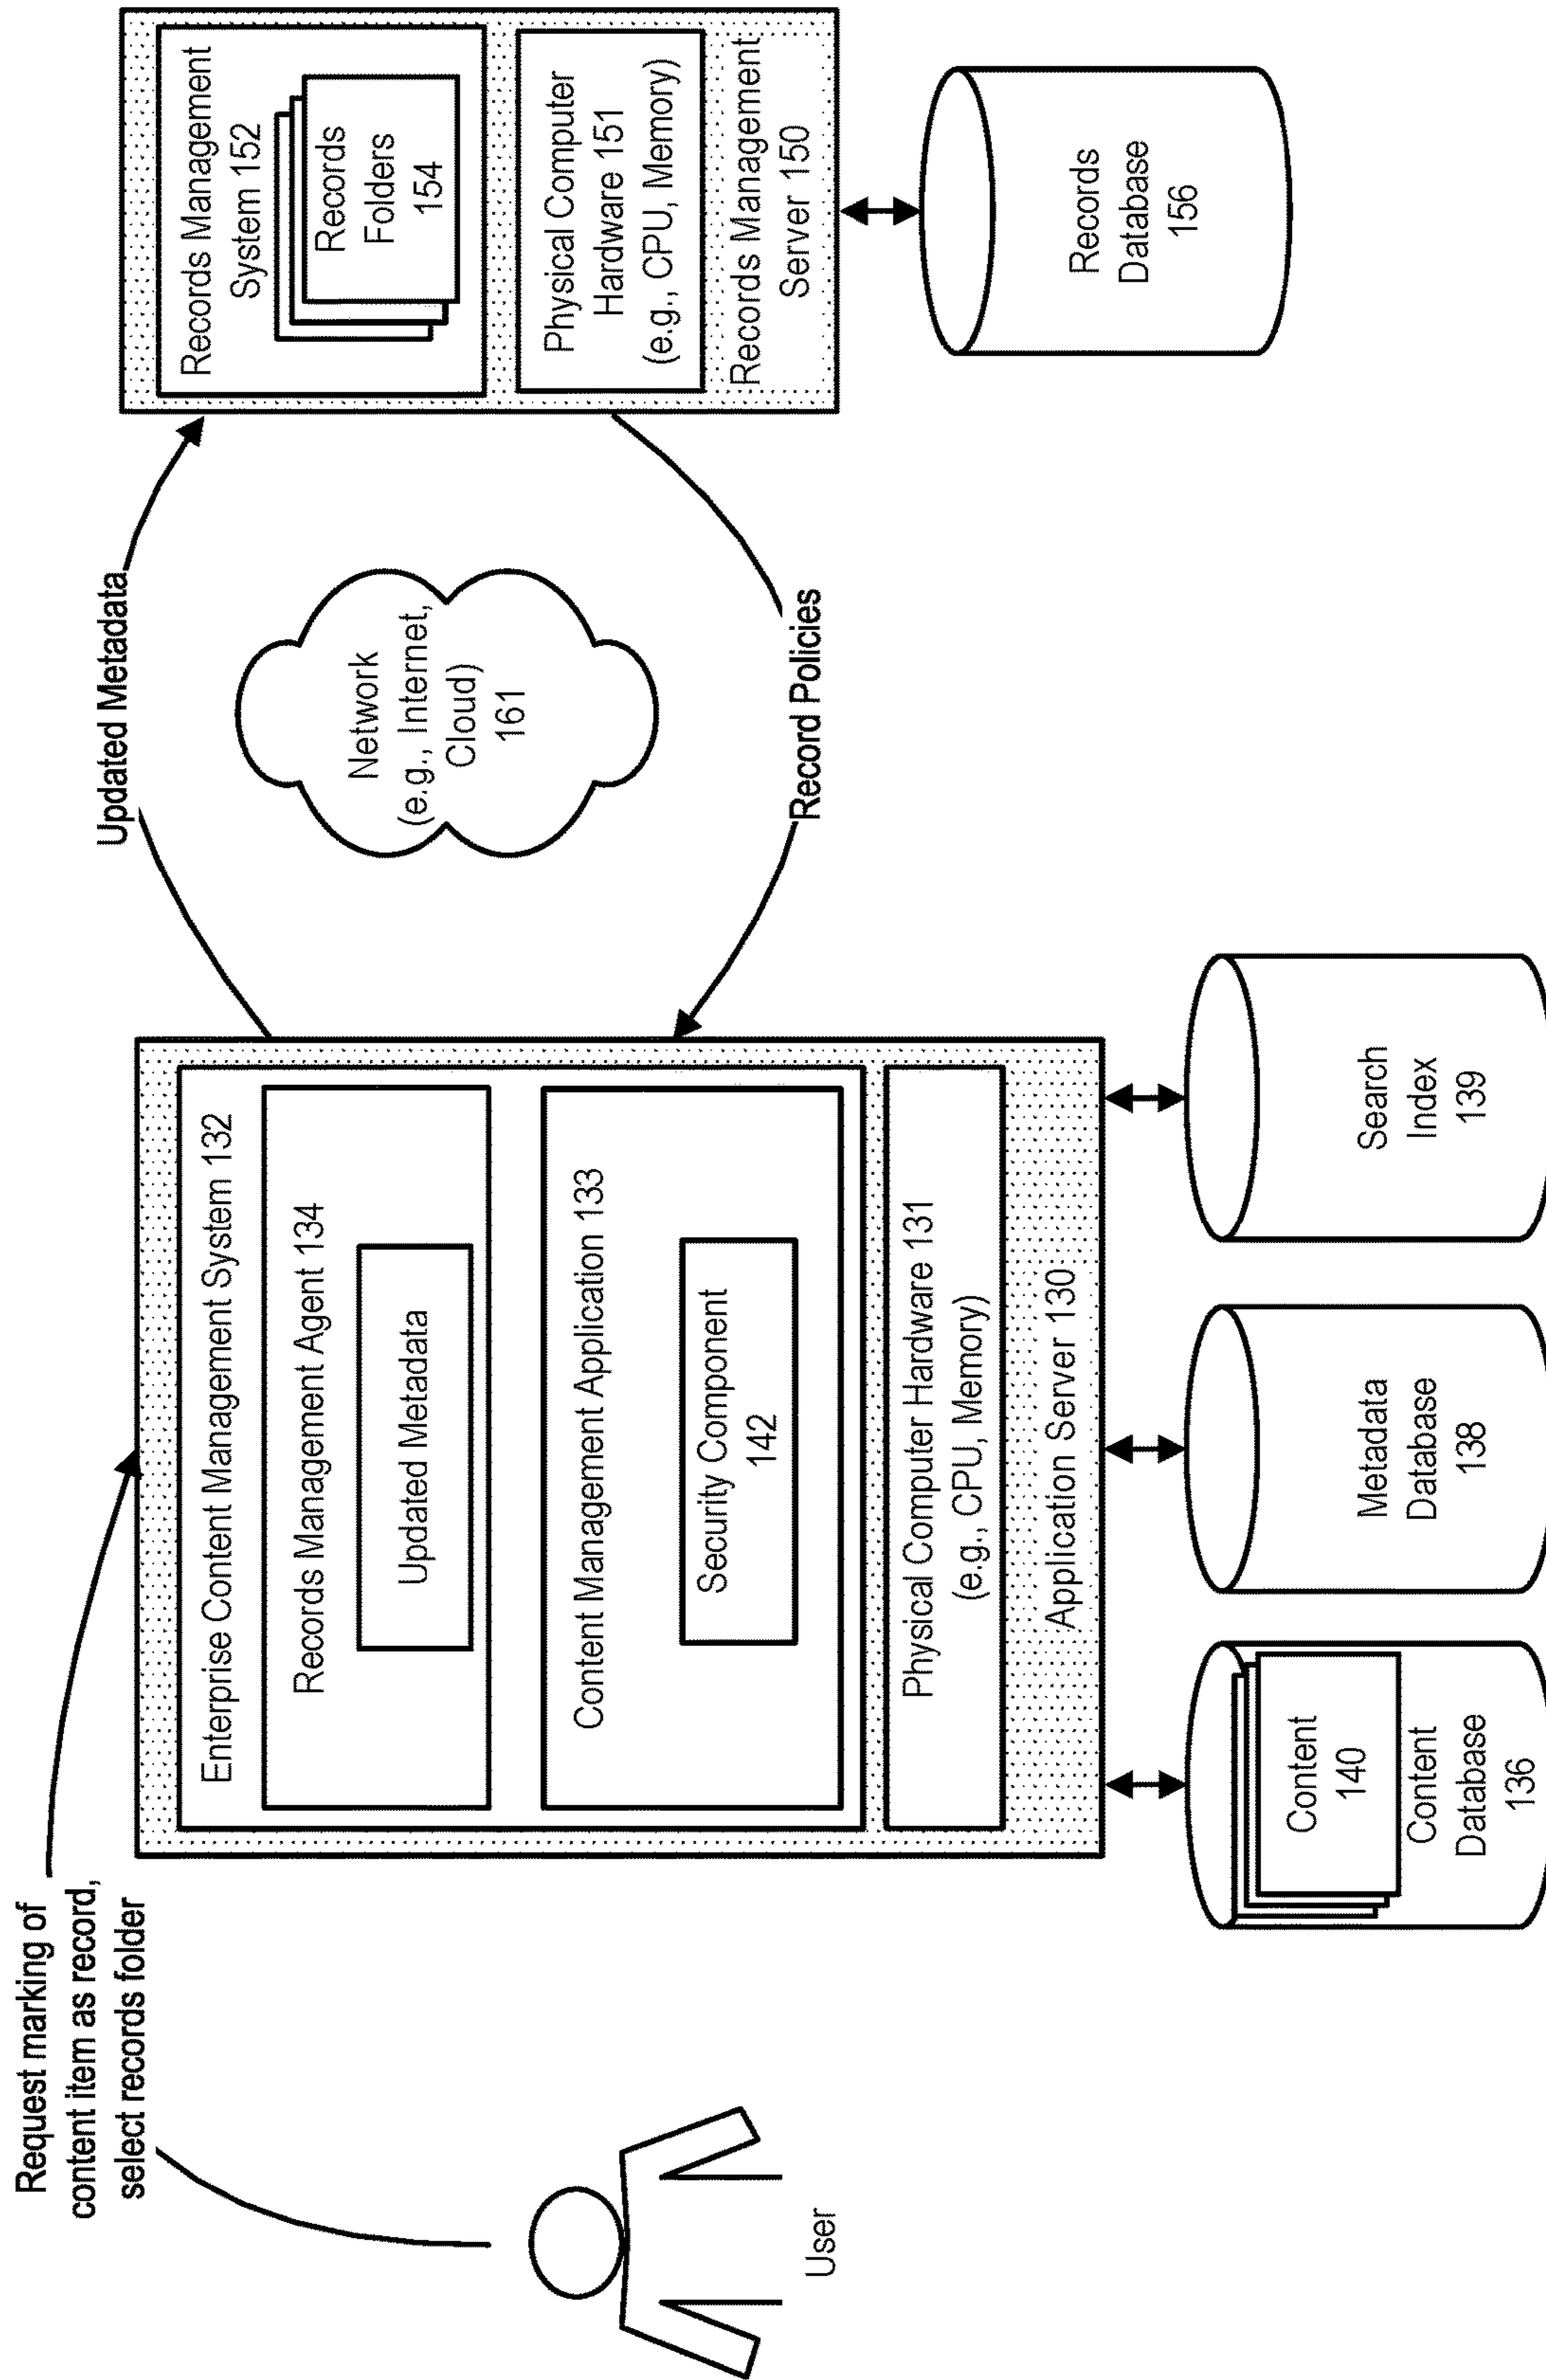 Request marking of
content item as record,
select records folder
User
Enterprise Content Management System 132
Records Management Agent 134
Updated Metadata
Content Management Application 133
Security Component
142
Physical Computer Hardware 131
(e.g., CPU, Memory)
Application Server 130
Content
140
Content
Database
136
Metadata
Database
138
Search
Index
139
Updated Metadata
Network
(e.g., Internet,
Cloud)
161
Record Policies
Records Management
System 152
Records
Folders
154
Physical Computer
Hardware 151
(e.g., CPU, Memory)
Records Management
Server 150
Records
Database
156